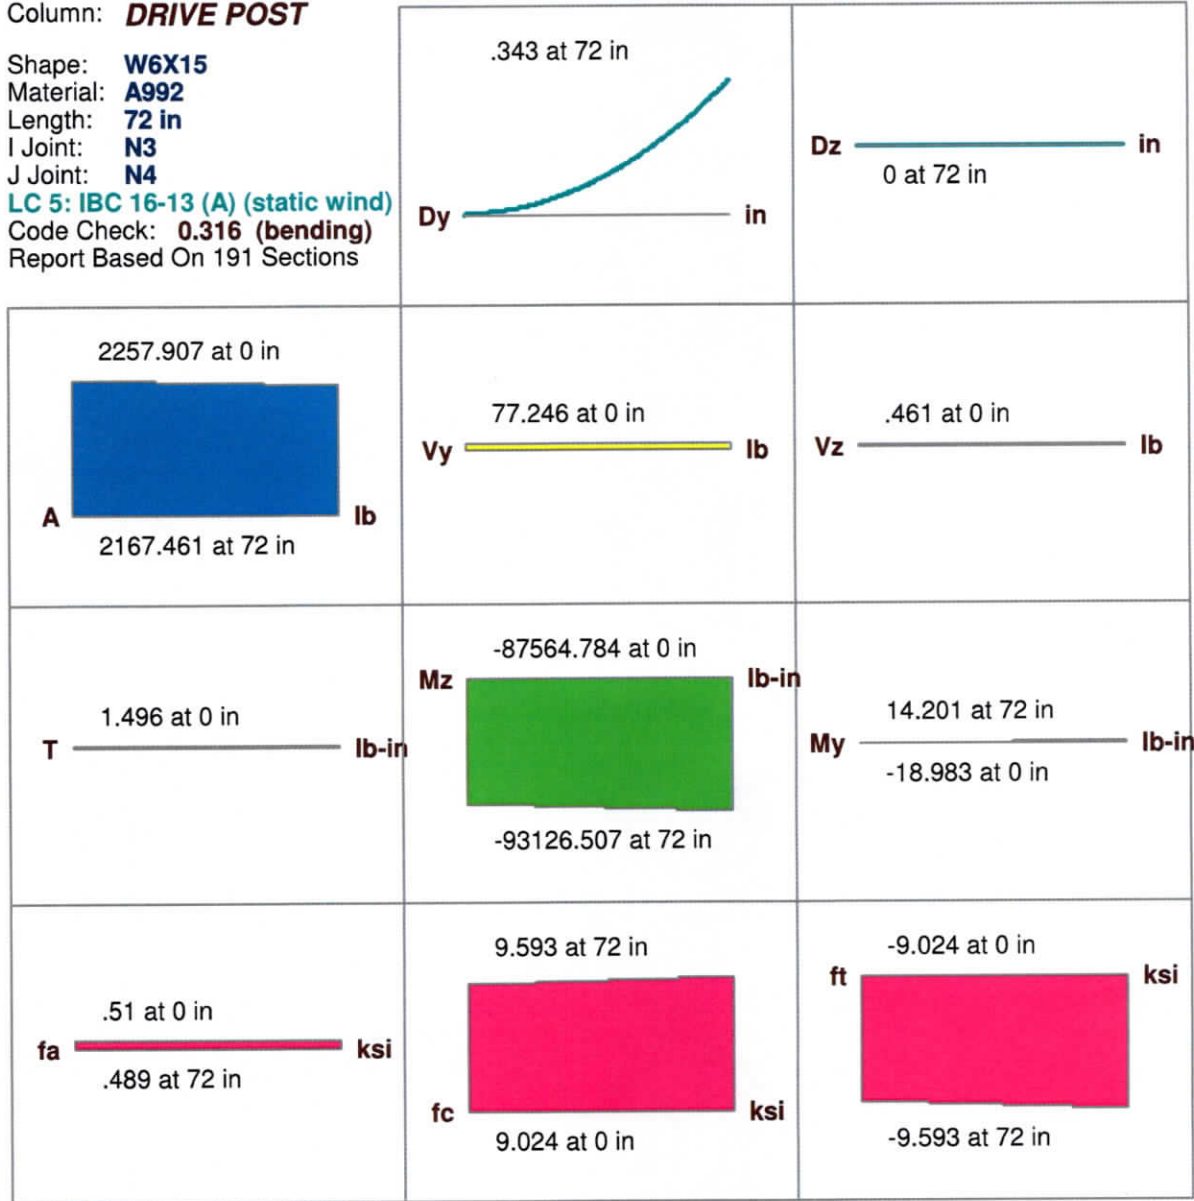 Column: DRIVE POST
Shape: W6X15
Material: A992
Length: 72 in
I Joint: N3
J Joint: N4
LC 5: IBC 16-13 (A) (static wind)
Code Check: 0.316 (bending)
Report Based On 191 Sections
.343 at 72 in
Dy in
Dz in
0 at 72 in
2257.907 at 0 in
A lb
2167.461 at 72 in
77.246 at 0 in
Vy lb
.461 at 0 in
Vz lb
1.496 at 0 in
T lb-in
-87564.784 at 0 in
Mz lb-in
-93126.507 at 72 in
14.201 at 72 in
My lb-in
-18.983 at 0 in
.51 at 0 in
fa ksi
.489 at 72 in
9.593 at 72 in
fc ksi
9.024 at 0 in
-9.024 at 0 in
ft ksi
-9.593 at 72 in